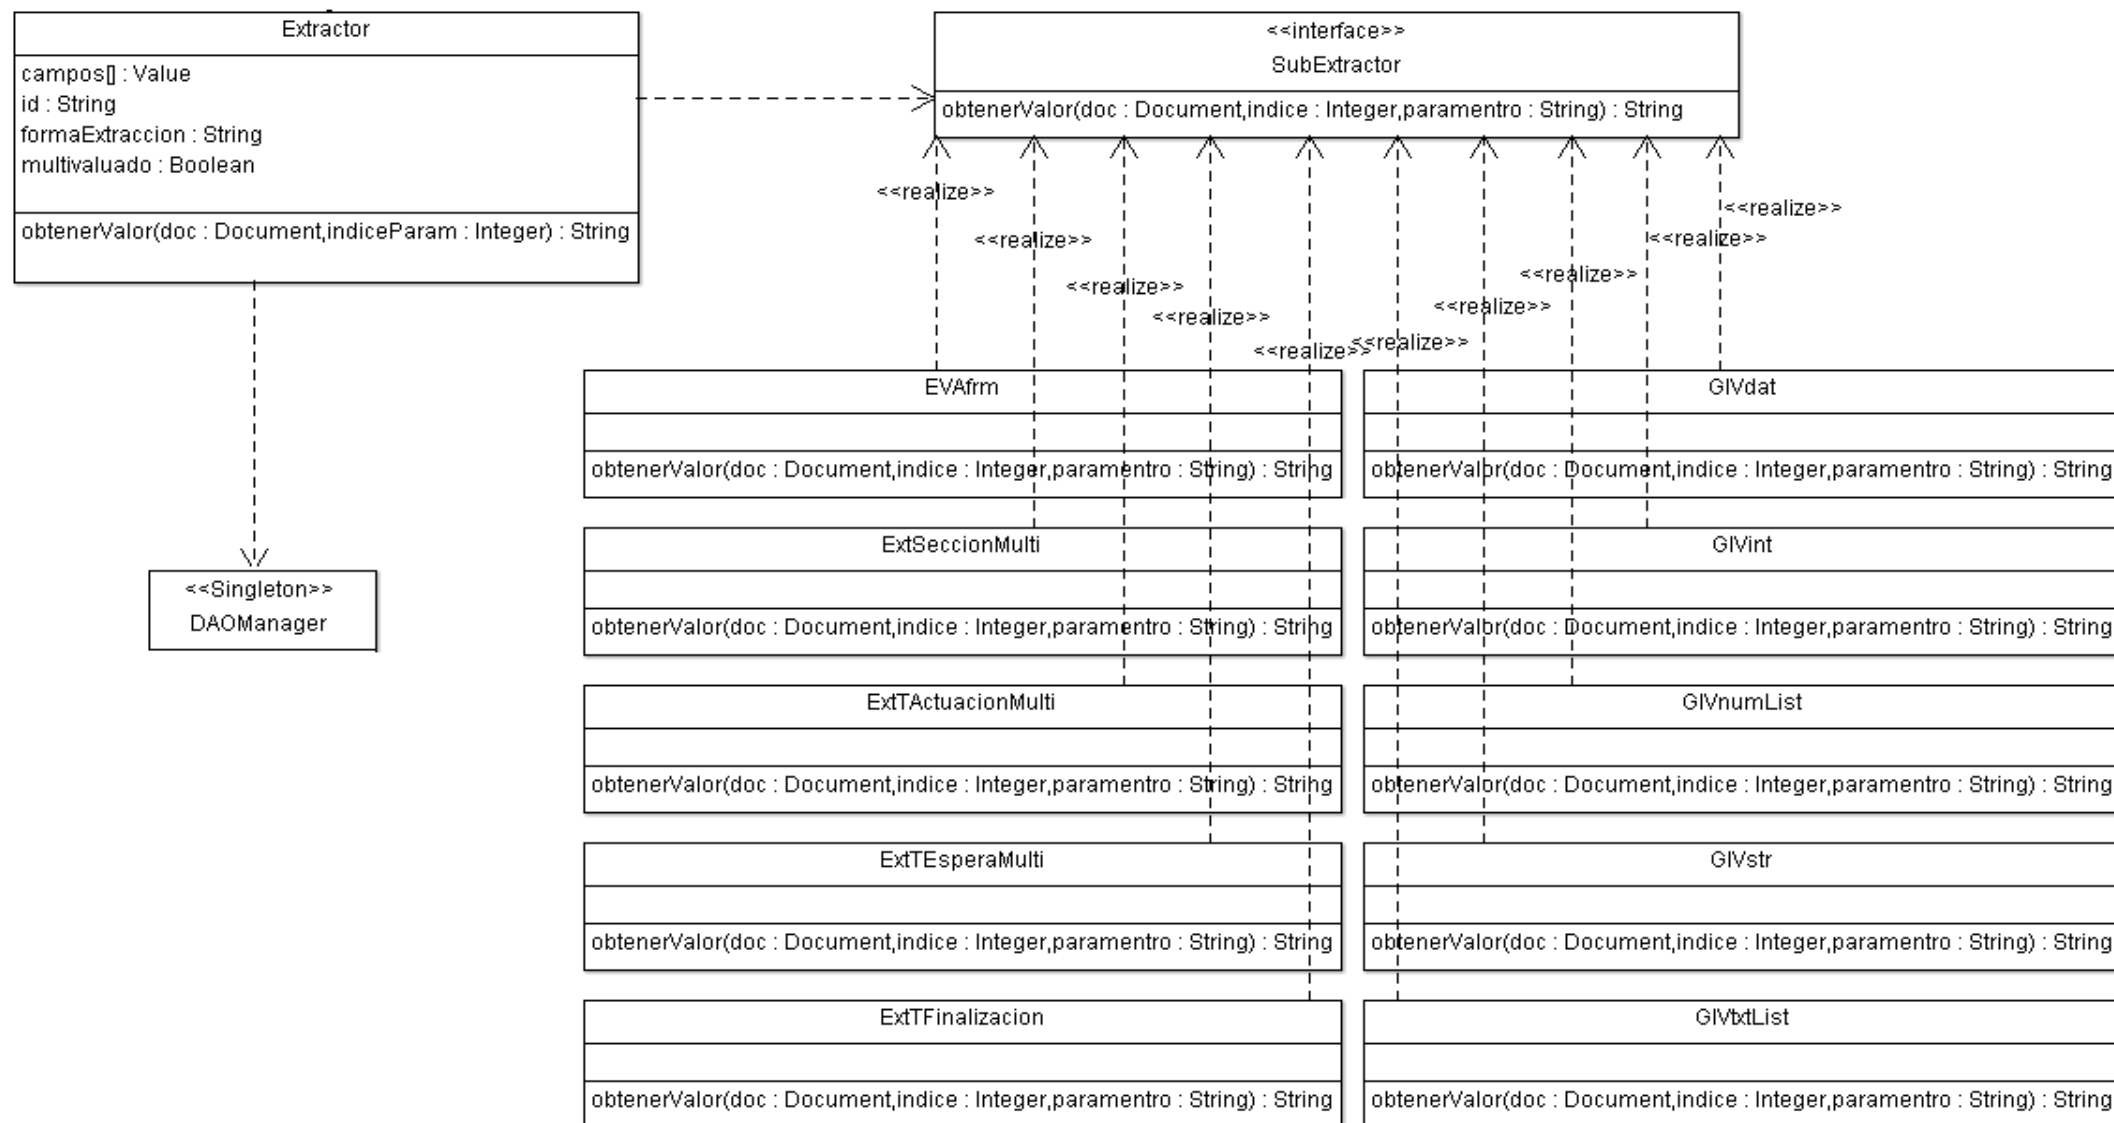 Extractor
campos[] : Value
id : String
formaExtraccion : String
multivaluado : Boolean
obtenerValor(doc : Document,indiceParam : Integer) : String
<<interface>>
SubExtractor
obtenerValor(doc : Document,indice : Integer,paramentro : String) : String
<<realize>>
<<realize>>
<<realize>>
<<realize>>
<<realize>>
<<realize>>
<<realize>>
<<realize>>
<<realize>>
<<realize>>
<<Singleton>>
DAOManager
EVAfrm
obtenerValor(doc : Document,indice : Integer,paramentro : String) : String
GIVdat
obtenerValor(doc : Document,indice : Integer,paramentro : String) : String
ExtSeccionMulti
obtenerValor(doc : Document,indice : Integer,paramentro : String) : String
GIVint
obtenerValor(doc : Document,indice : Integer,paramentro : String) : String
ExtTActuacionMulti
obtenerValor(doc : Document,indice : Integer,paramentro : String) : String
GIVnumList
obtenerValor(doc : Document,indice : Integer,paramentro : String) : String
ExtTEsperaMulti
obtenerValor(doc : Document,indice : Integer,paramentro : String) : String
GIVstr
obtenerValor(doc : Document,indice : Integer,paramentro : String) : String
ExtTFinalizacion
obtenerValor(doc : Document,indice : Integer,paramentro : String) : String
GIVtxtList
obtenerValor(doc : Document,indice : Integer,paramentro : String) : String